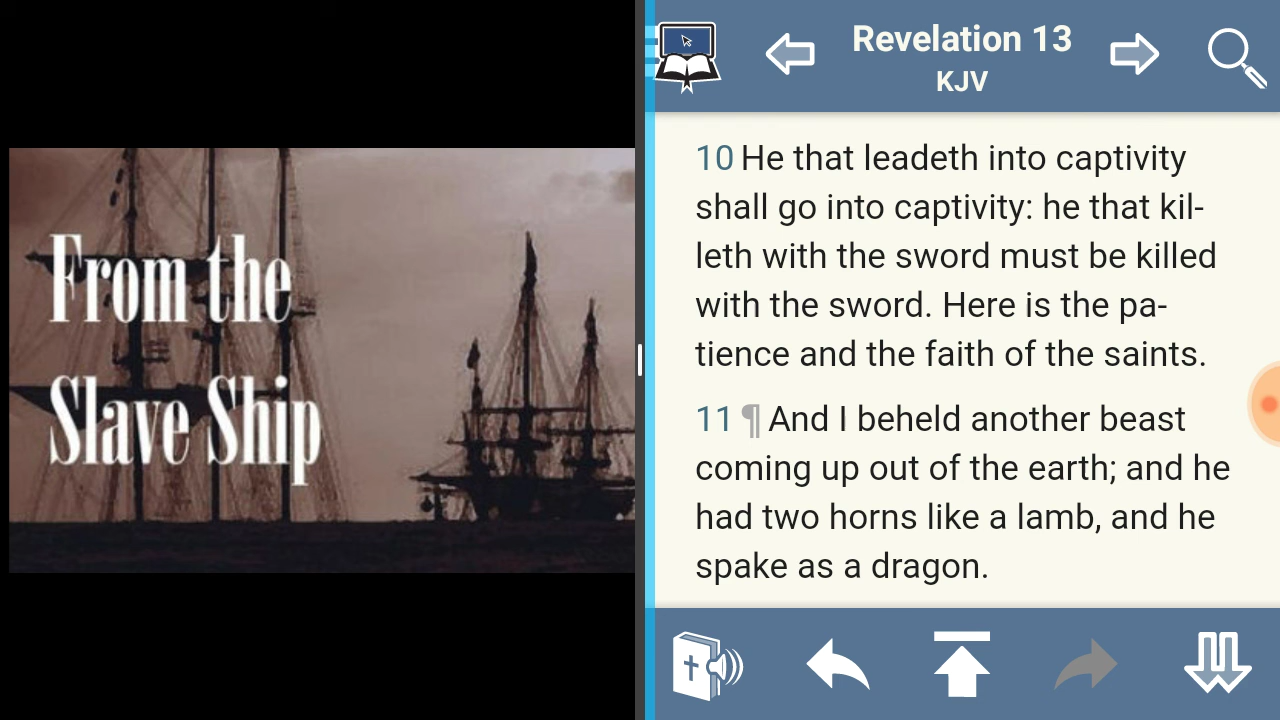 From the
Slave Ship
Revelation 13
KJV
10 He that leadeth into captivity
shall go into captivity: he that kil-
leth with the sword must be killed
with the sword. Here is the pa-
tience and the faith of the saints.
11 ¶ And I beheld another beast
coming up out of the earth; and he
had two horns like a lamb, and he
spake as a dragon.